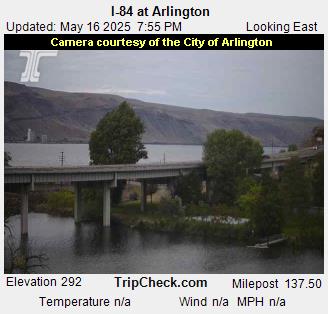 I-84 at Arlington
Updated: May 16 2025 7:55 PM Looking East
Camera courtesy of the City of Arlington
Elevation 292 TripCheck.com Milepost 137.50
Temperature n/a Wind n/a MPH n/a